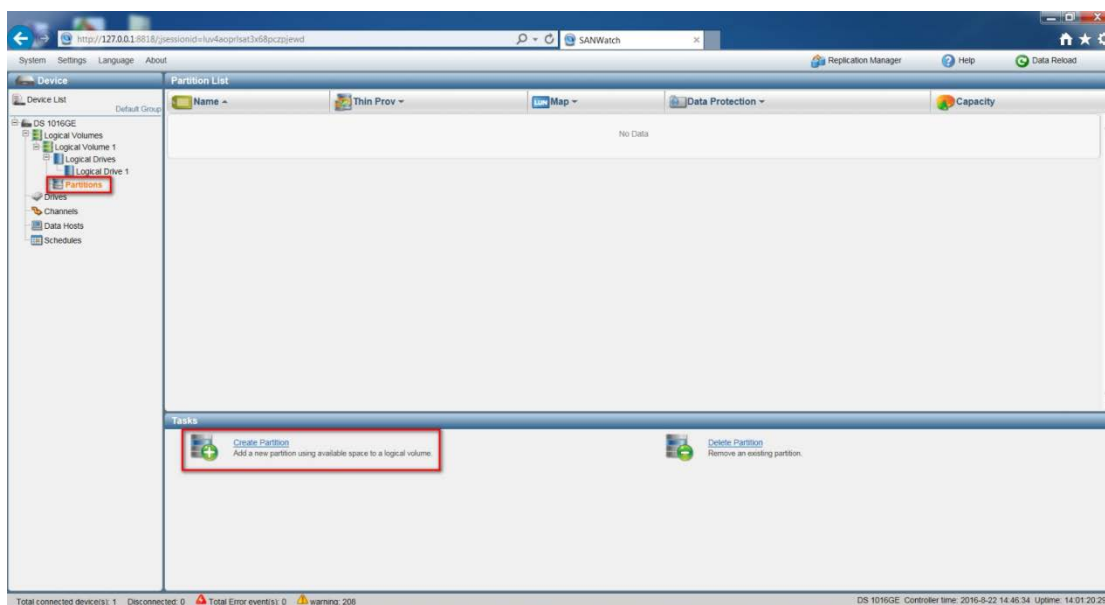 http://127.0.0.1:8818/;jsessionid=
SANWatch
System Settings Language About
Replication Manager Help Data Reload
Device
Partition List
Device List
Default Group
Name Thin Prov Map Data Protection Capacity
No Data
DS 1016GE
Logical Volumes
Logical Volume 1
Logical Drives
Logical Drive 1
Partitions
Drives
Channels
Data Hosts
Schedules
Tasks
Create Partition
Add a new partition using available space to a logical volume.
Delete Partition
Remove an existing partition.
Total connected device(s): 1 Disconnected: 0 Total Error event(s): 0 warning: 208
DS 1016GE Controller time: 2016-8-22 14:46:34 Uptime: 14:01:20:29